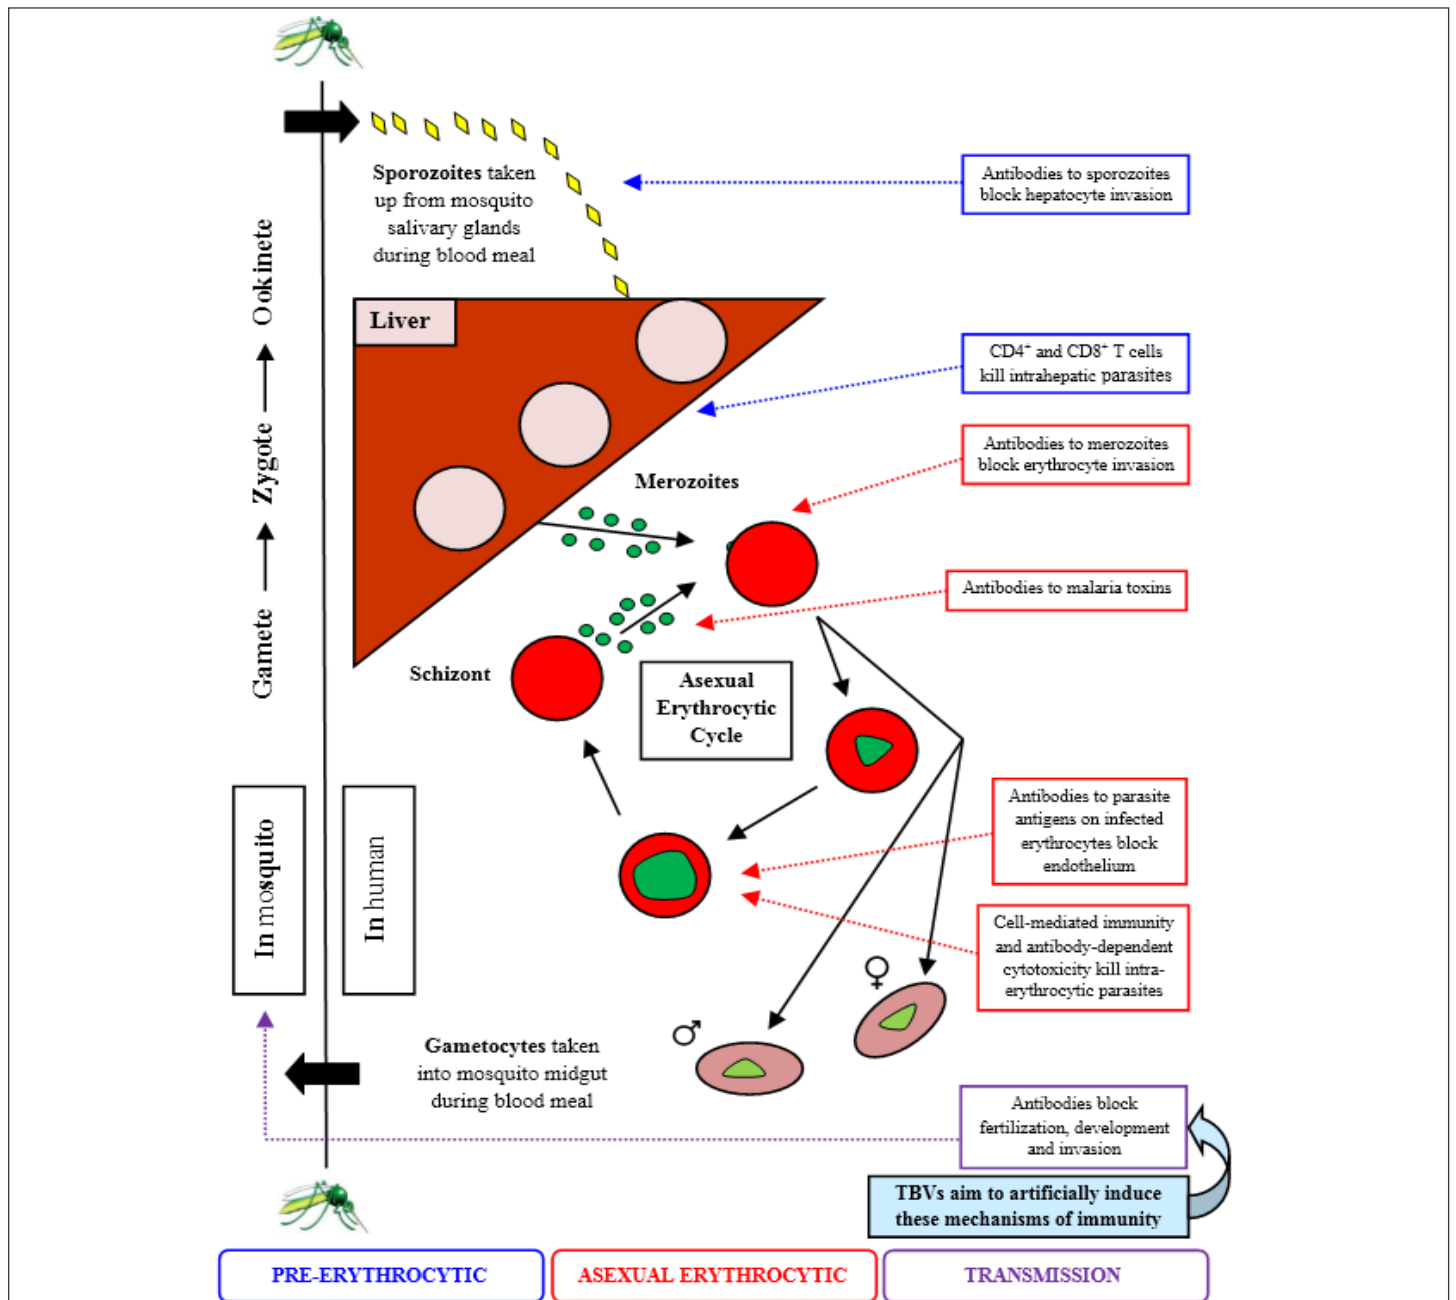 Sporozoites taken
up from mosquito
salivary glands
during blood meal
Antibodies to sporozoites
block hepatocyte invasion
Liver
CD4⁺ and CD8⁺ T cells
kill intrahepatic parasites
Antibodies to merozoites
block erythrocyte invasion
Merozoites
Antibodies to malaria toxins
Schizont
Asexual
Erythrocytic
Cycle
Gamete → Zygote → Ookinete
In mosquito
In human
Antibodies to parasite
antigens on infected
erythrocytes block
endothelium
Cell-mediated immunity
and antibody-dependent
cytotoxicity kill intra-
erythrocytic parasites
♀
♂
Gametocytes taken
into mosquito midgut
during blood meal
Antibodies block
fertilization, development
and invasion
TBVs aim to artificially induce
these mechanisms of immunity
PRE-ERYTHROCYTIC
ASEXUAL ERYTHROCYTIC
TRANSMISSION